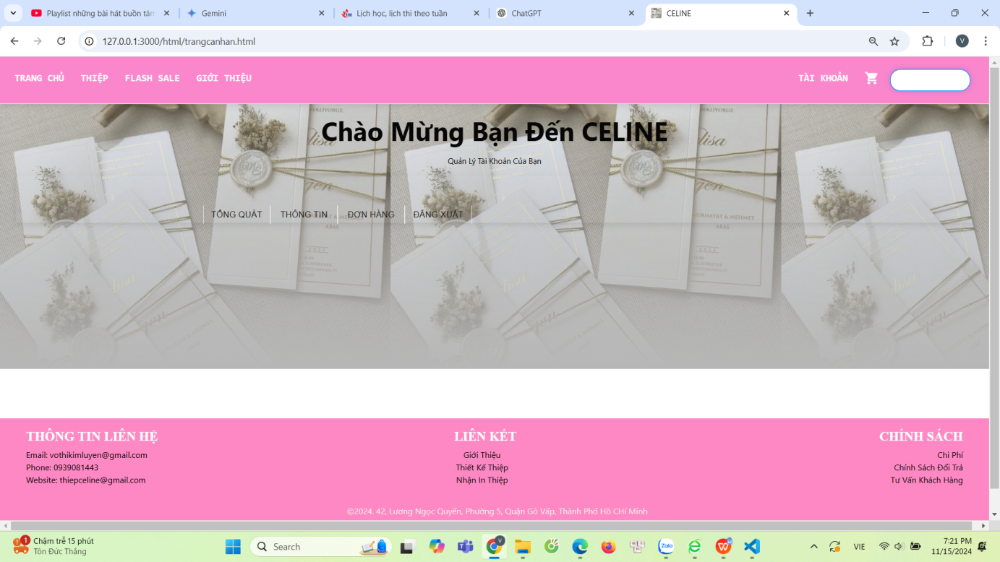 Playlist những bài hát buồn tâm
Gemini
Lịch học, lịch thi theo tuần
ChatGPT
CELINE
127.0.0.1:3000/html/trangcanhan.html
V
TRANG CHỦ THIỆP FLASH SALE GIỚI THIỆU TÀI KHOẢN
Chào Mừng Bạn Đến CELINE
Quản Lý Tài Khoản Của Bạn
TỔNG QUÁT THÔNG TIN ĐƠN HÀNG ĐĂNG XUẤT
THÔNG TIN LIÊN HỆ
Email: vothikimluyen@gmail.com
Phone: 0939081443
Website: thiepceline@gmail.com
LIÊN KẾT
Giới Thiệu
Thiết Kế Thiệp
Nhận In Thiệp
CHÍNH SÁCH
Chi Phí
Chính Sách Đổi Trả
Tư Vấn Khách Hàng
©2024. 42, Lương Ngọc Quyến, Phường 5, Quận Gò Vấp, Thành Phố Hồ CHí Minh
1
Chậm trễ 15 phút
Tôn Đức Thắng
Search
V
Zalo
VIE
7:21 PM
11/15/2024